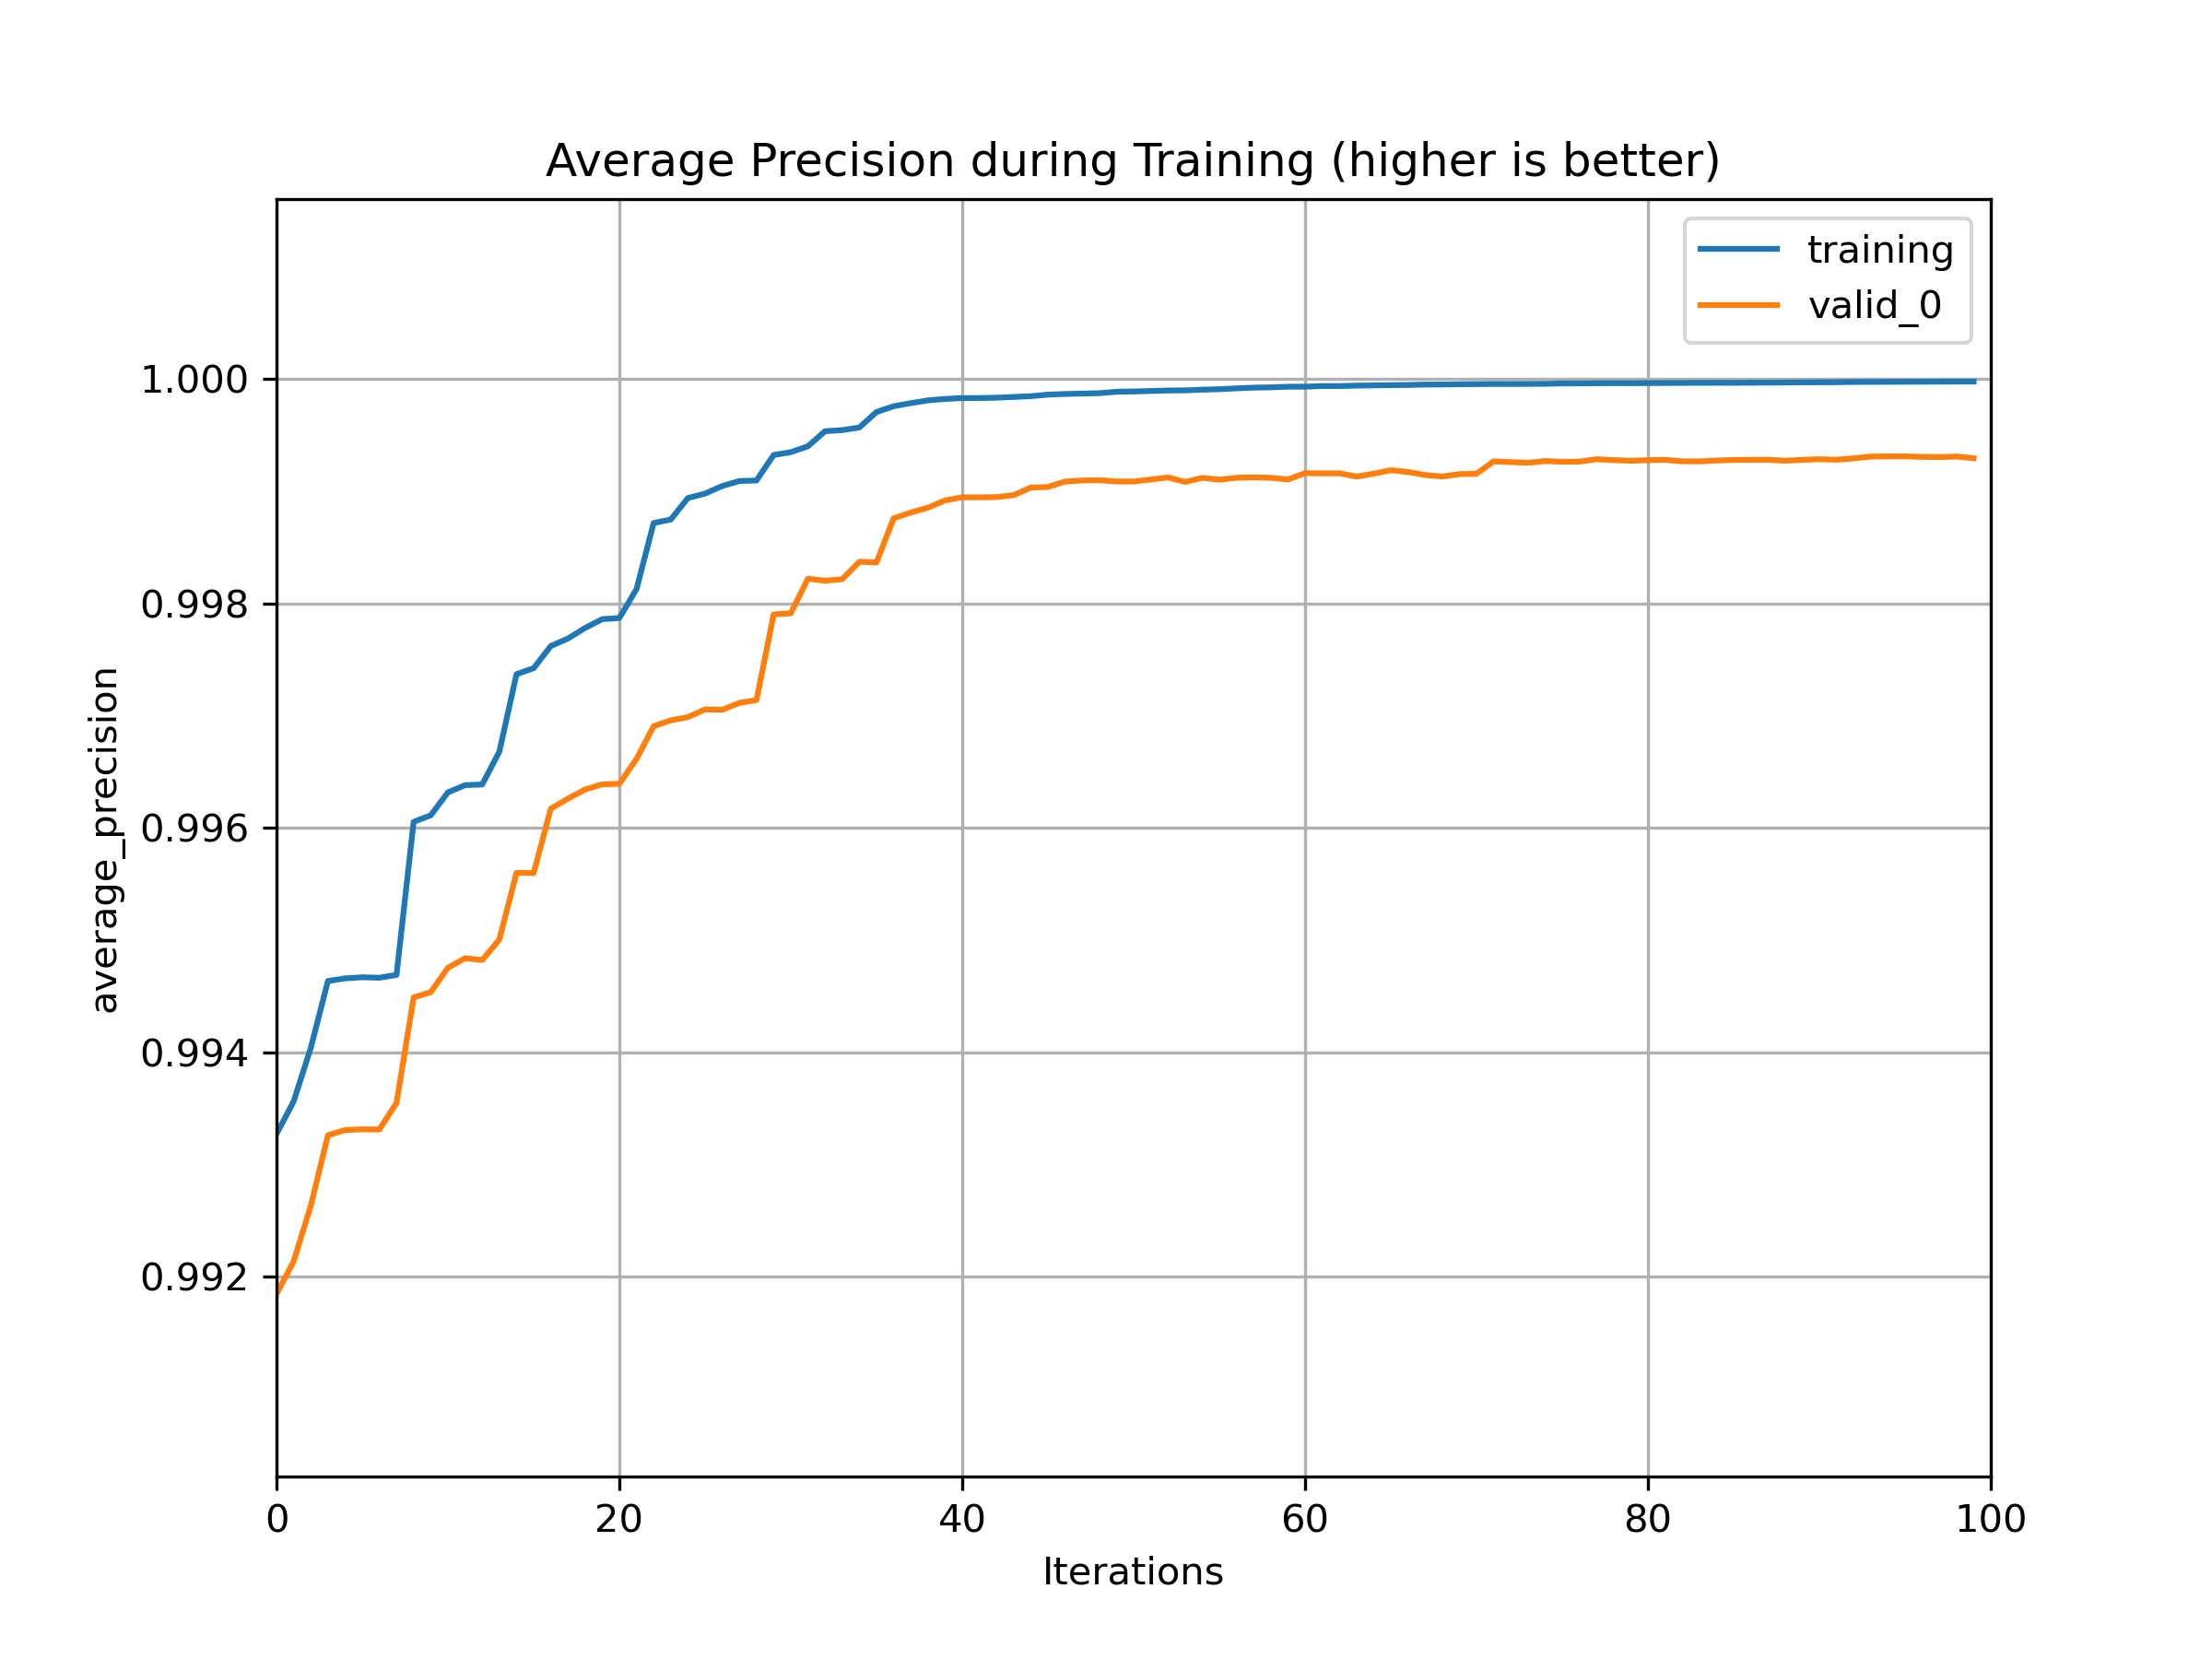 Average Precision during Training (higher is better)
training
valid_0
1.000
0.998
0.996
0.994
0.992
average_precision
0 20 40 60 80 100
Iterations